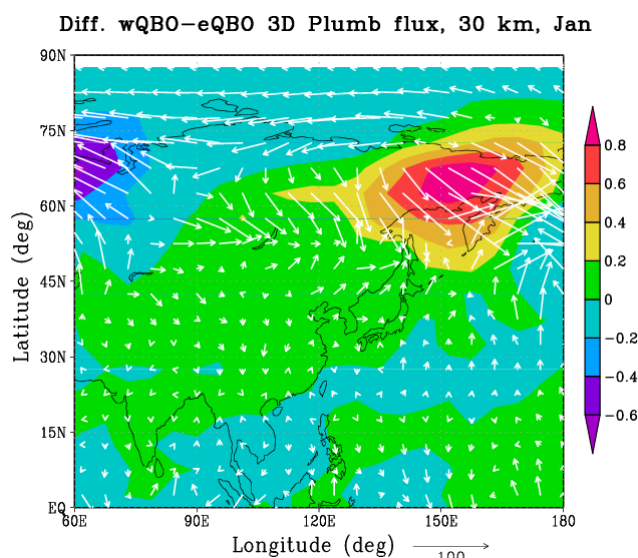 Diff. wQBO−eQBO 3D Plumb flux, 30 km, Jan
90N
75N
60N
45N
30N
15N
EQ
Latitude (deg)
60E
90E
120E
150E
180
Longitude (deg)
100
0.8
0.6
0.4
0.2
0
−0.2
−0.4
−0.6